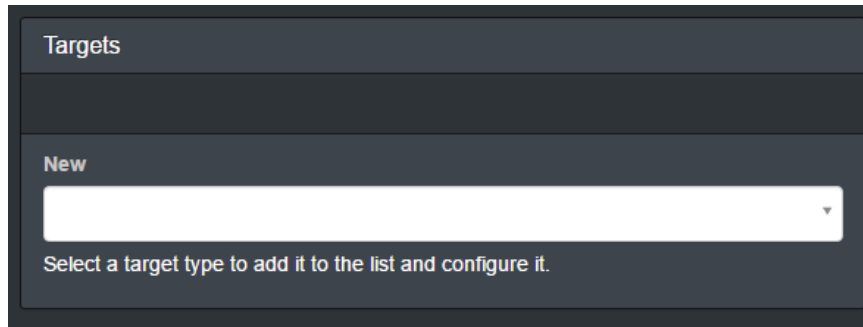 Targets
New
Select a target type to add it to the list and configure it.